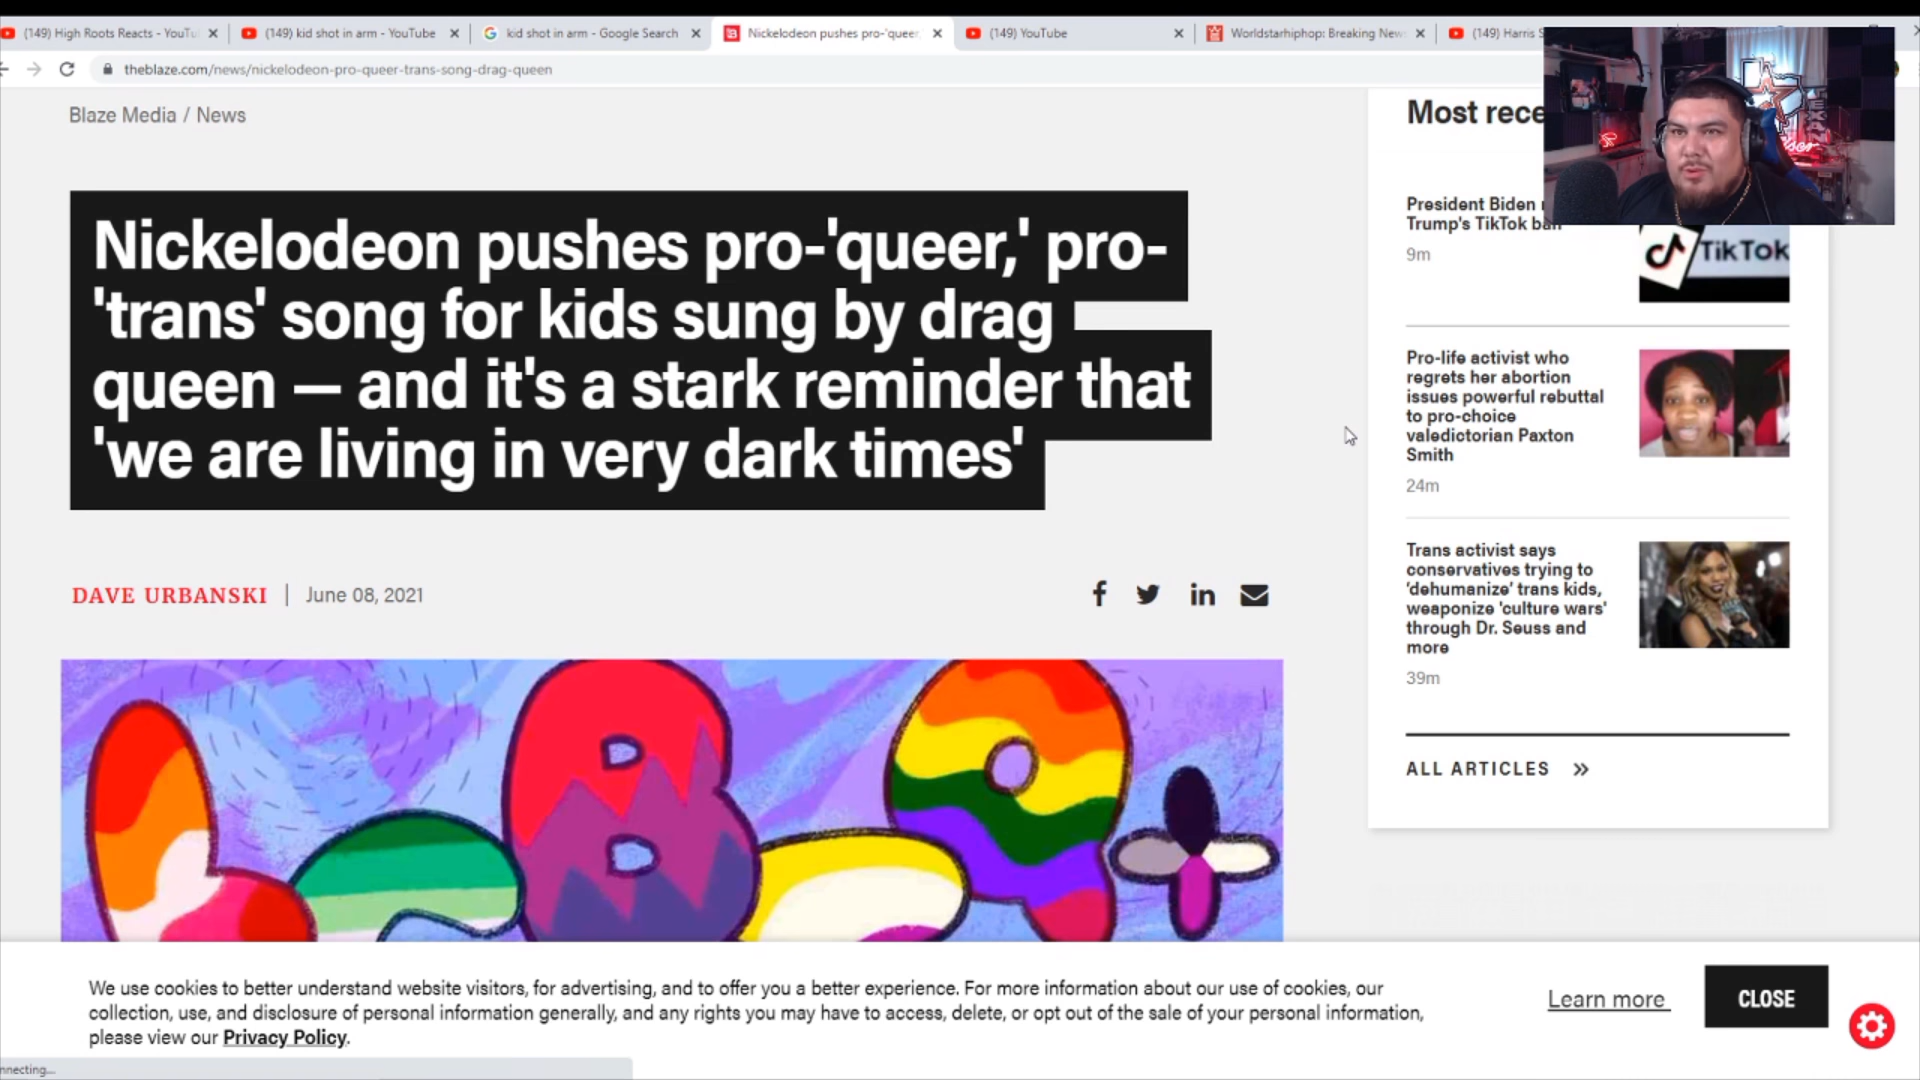 (149) High Roots Reacts - YouTu
(149) kid shot in arm - YouTube
kid shot in arm - Google Search
Nickelodeon pushes pro-'queer,
(149) YouTube
Worldstarhiphop: Breaking New
(149) Harris S
theblaze.com/news/nickelodeon-pro-queer-trans-song-drag-queen
Blaze Media / News
Nickelodeon pushes pro-'queer,' pro-
'trans' song for kids sung by drag
queen — and it's a stark reminder that
'we are living in very dark times'
DAVE URBANSKI | June 08, 2021
f in
LGBTQ+
Most rece
President Biden
Trump's TikTok ban
9m
TikTok
Pro-life activist who
regrets her abortion
issues powerful rebuttal
to pro-choice
valedictorian Paxton
Smith
24m
Trans activist says
conservatives trying to
'dehumanize' trans kids,
weaponize 'culture wars'
through Dr. Seuss and
more
39m
ALL ARTICLES »
We use cookies to better understand website visitors, for advertising, and to offer you a better experience. For more information about our use of cookies, our
collection, use, and disclosure of personal information generally, and any rights you may have to access, delete, or opt out of the sale of your personal information,
please view our Privacy Policy.
Learn more
CLOSE
nnecting...